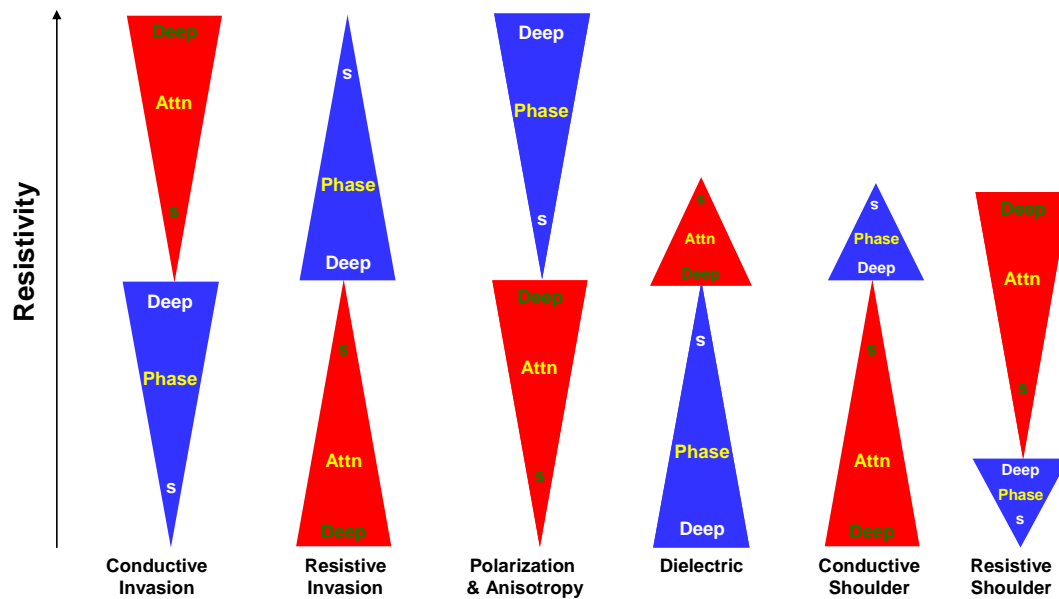 Resistivity
Deep
Attn
s
Deep
Phase
s
Conductive
Invasion
s
Phase
Deep
s
Attn
Deep
Resistive
Invasion
Deep
Phase
s
Deep
Attn
s
Polarization
& Anisotropy
s
Attn
Deep
s
Phase
Deep
Dielectric
s
Phase
Deep
s
Attn
Deep
Conductive
Shoulder
Deep
Attn
s
Deep
Phase
s
Resistive
Shoulder